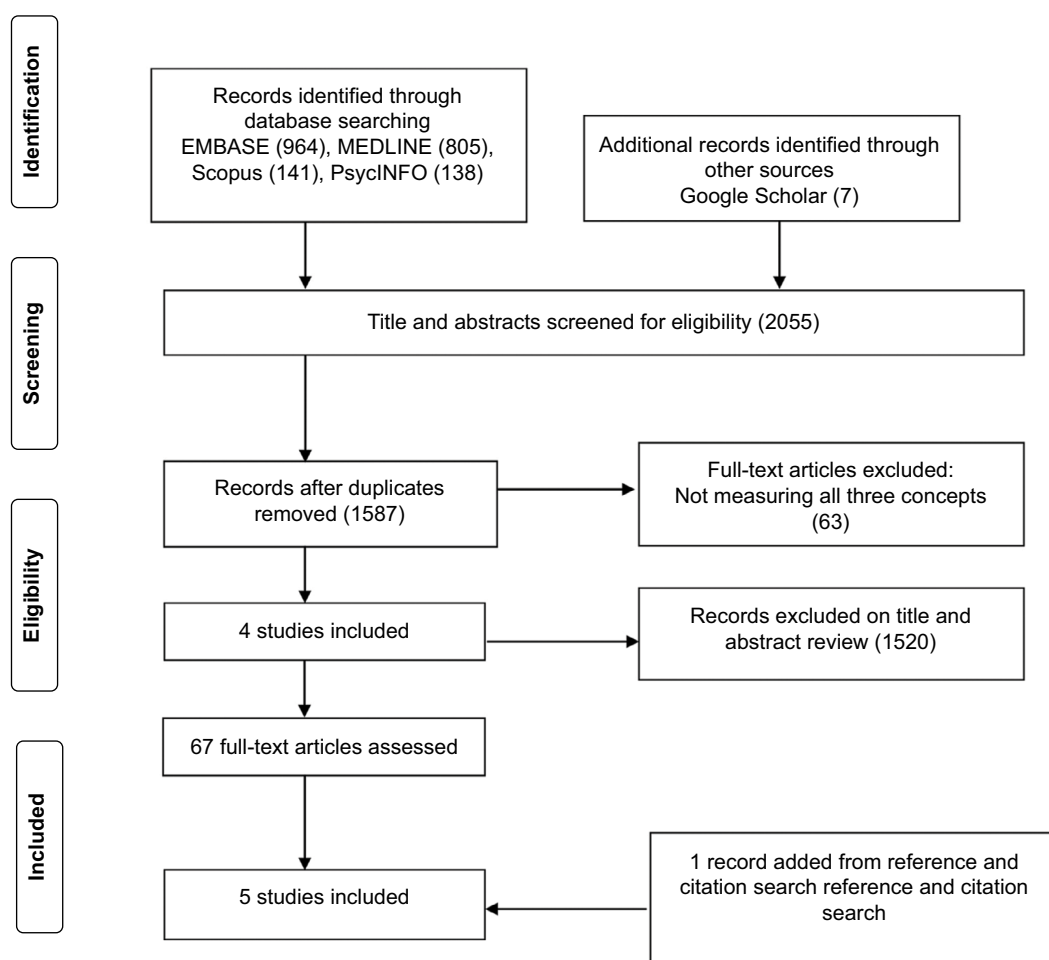 Identification
Records identified through
database searching
EMBASE (964), MEDLINE (805),
Scopus (141), PsycINFO (138)
Additional records identified through
other sources
Google Scholar (7)
Screening
Title and abstracts screened for eligibility (2055)
Records after duplicates
removed (1587)
Full-text articles excluded:
Not measuring all three concepts
(63)
Eligibility
4 studies included
Records excluded on title and
abstract review (1520)
67 full-text articles assessed
Included
5 studies included
1 record added from reference and
citation search reference and citation
search